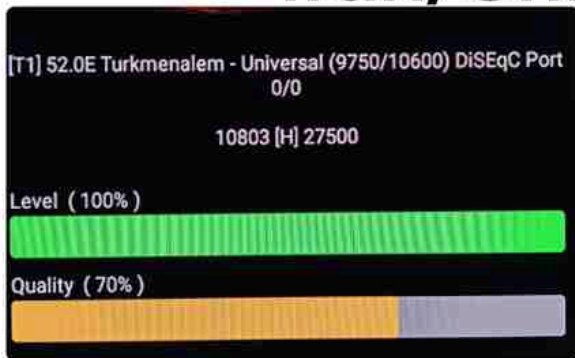 [T1] 52.0E Turkmenalem - Universal (9750/10600) DiSEqC Port
0/0
10803 [H] 27500
Level ( 100% )
Quality ( 70% )